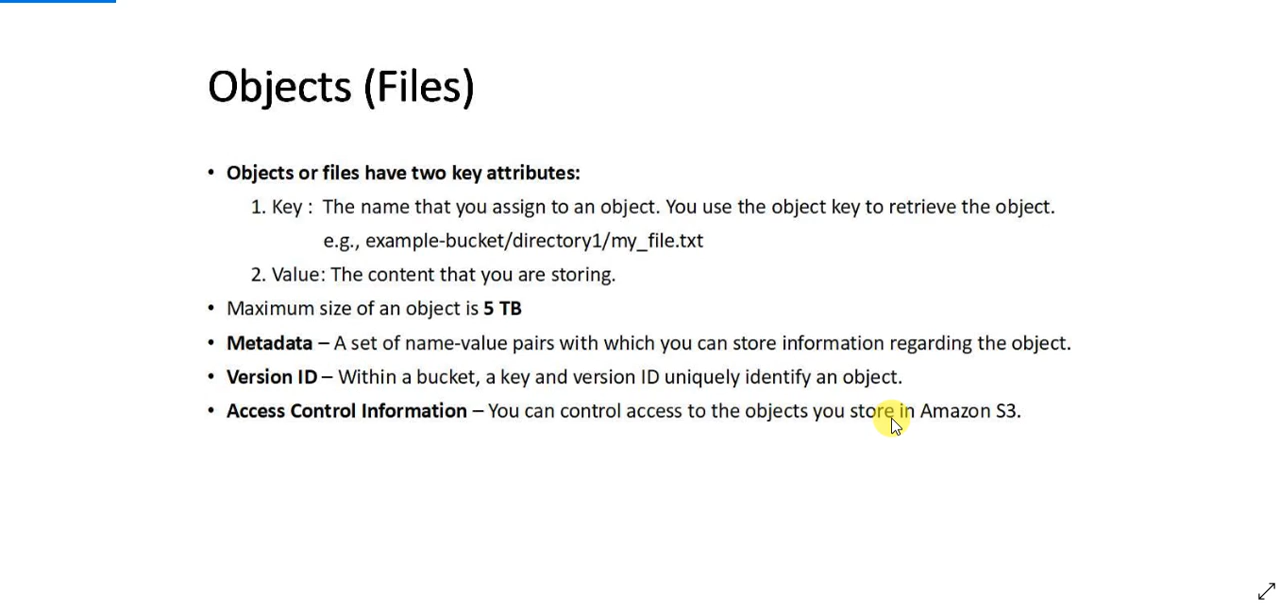 Objects (Files)
• Objects or files have two key attributes:
1. Key : The name that you assign to an object. You use the object key to retrieve the object.
e.g., example-bucket/directory1/my_file.txt
2. Value: The content that you are storing.
• Maximum size of an object is 5 TB
• Metadata – A set of name-value pairs with which you can store information regarding the object.
• Version ID – Within a bucket, a key and version ID uniquely identify an object.
• Access Control Information – You can control access to the objects you store in Amazon S3.